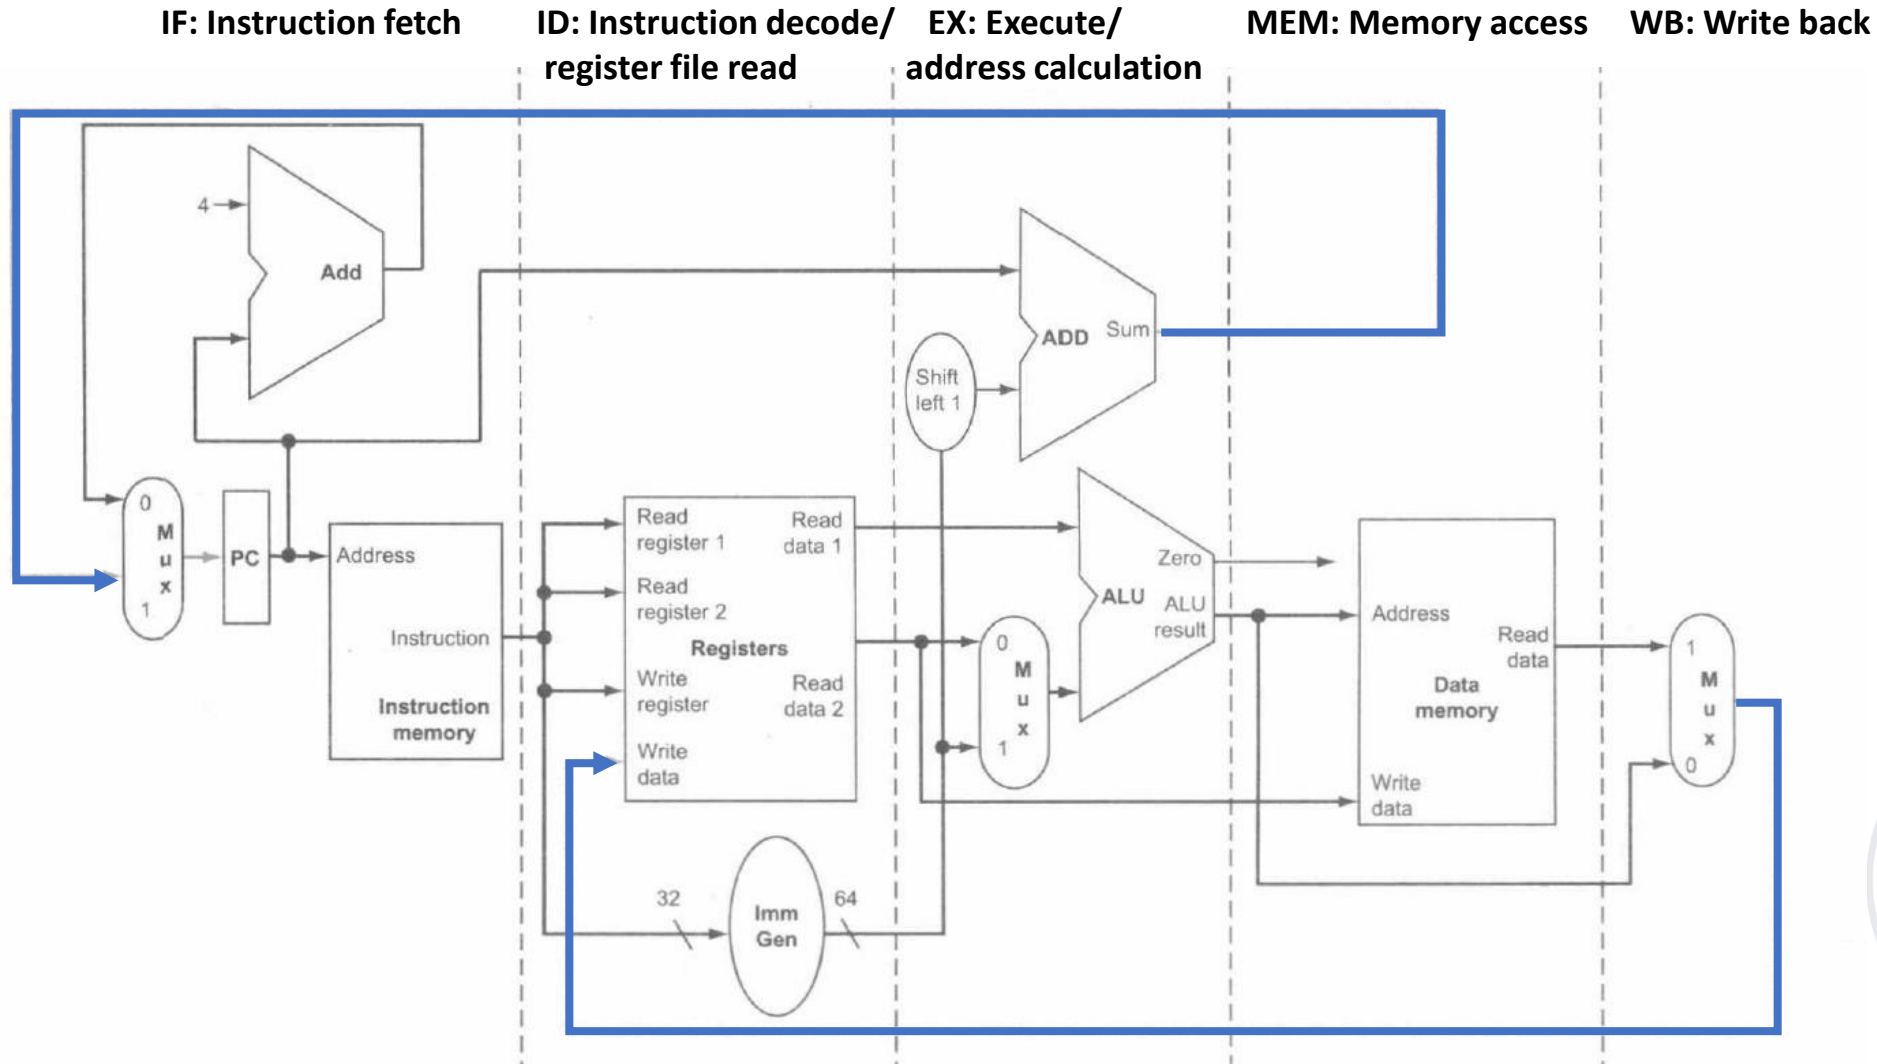 IF: Instruction fetch
ID: Instruction decode/
register file read
EX: Execute/
address calculation
MEM: Memory access
WB: Write back
4
Add
0
M
u
x
1
PC
Address
Instruction
Instruction
memory
Read
register 1
Read
register 2
Registers
Write
register
Write
data
Read
data 1
Read
data 2
32
Imm
Gen
64
Shift
left 1
ADD
Sum
0
M
u
x
1
ALU
Zero
ALU
result
Address
Read
data
Data
memory
Write
data
1
M
u
x
0